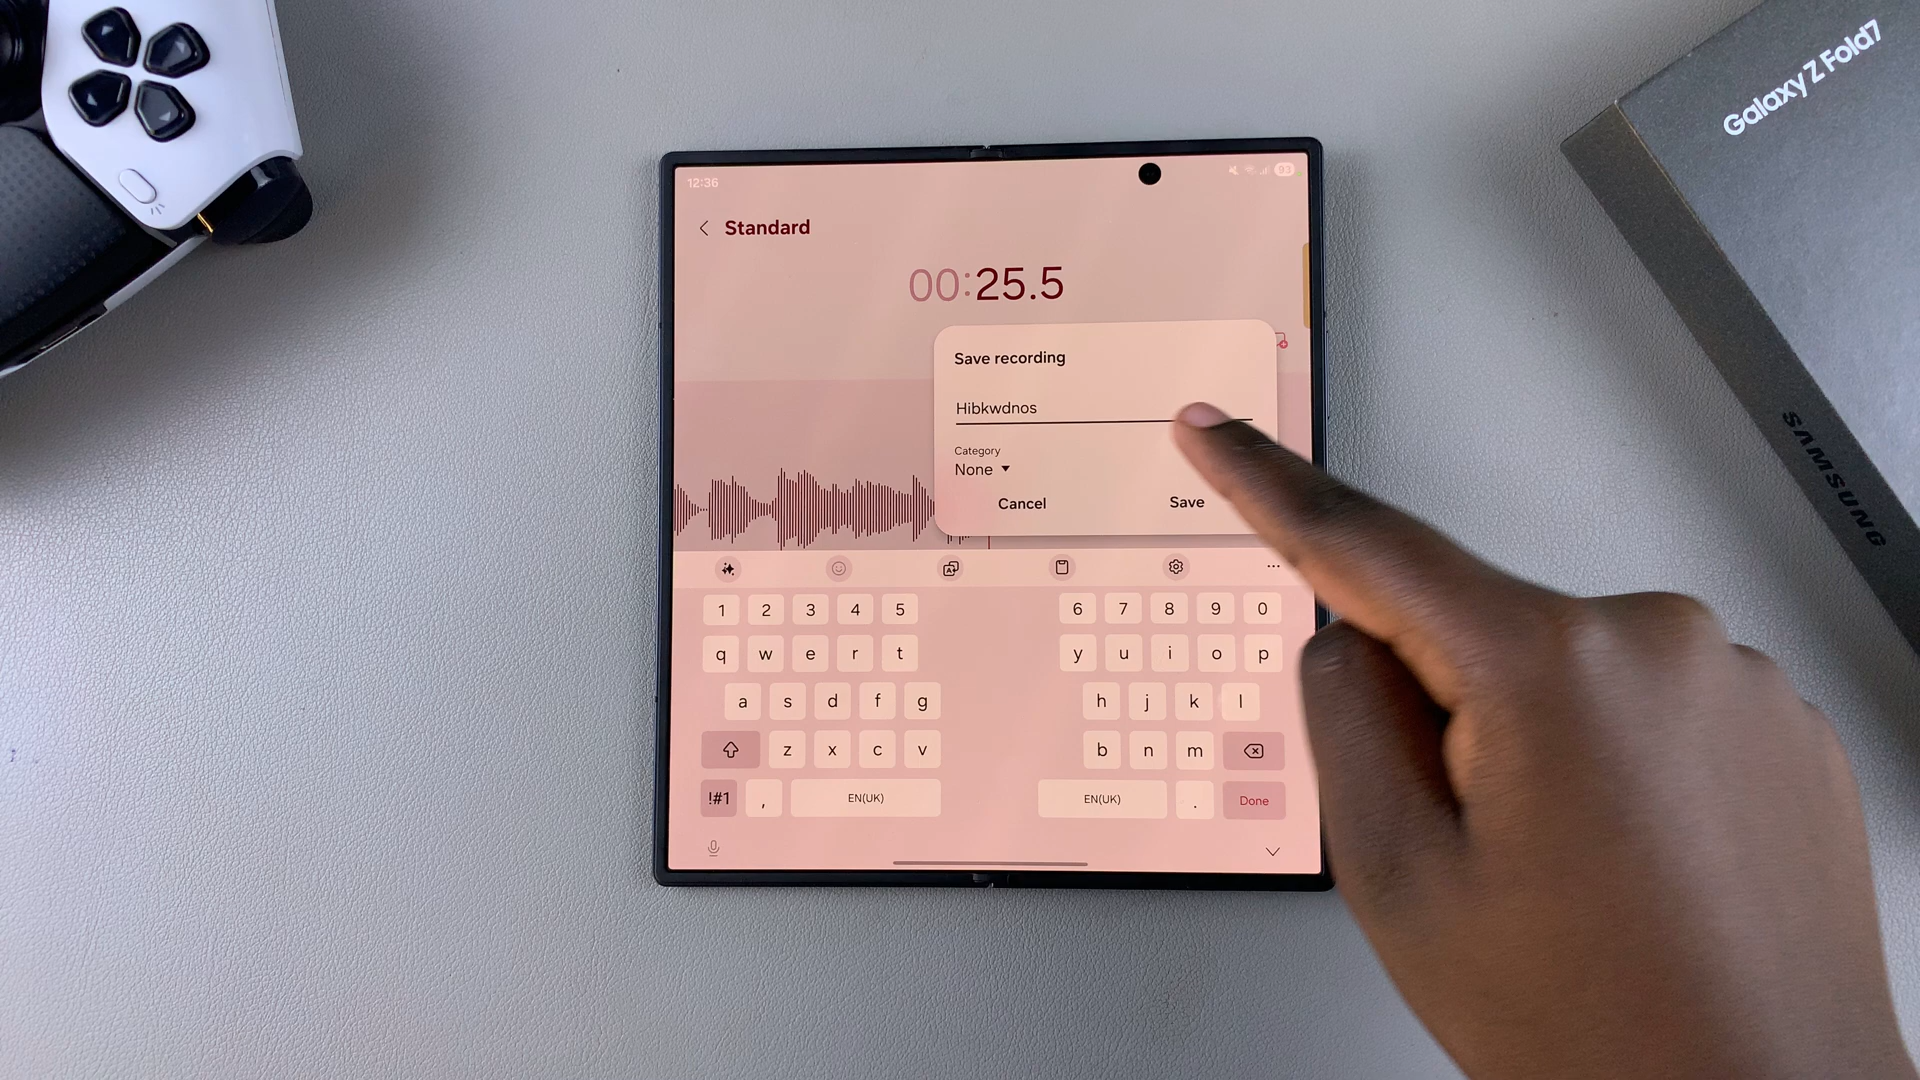 Galaxy Z Fold7
SAMSUNG
12:36
93
Standard
00:25.5
Save recording
Hibkwdnos
Category
None
Cancel
Save
1 2 3 4 5 6 7 8 9 0
q w e r t y u i o p
a s d f g h j k l
z x c v b n m
!#1 , EN(UK) EN(UK) . Done